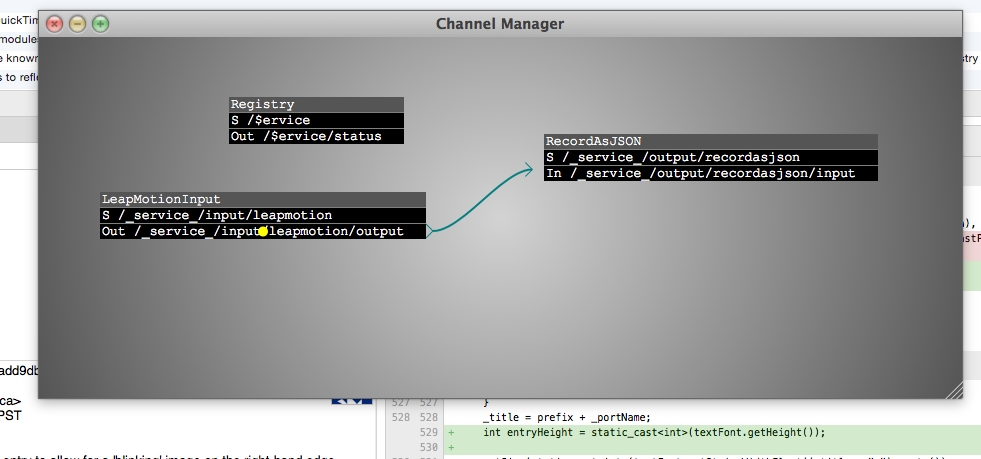 uickTim
Channel Manager
module
e known
stry
s to refle
Registry
S /$ervice
Out /$ervice/status
RecordAsJSON
S /_service_/output/recordasjson
In /_service_/output/recordasjson/input
LeapMotionInput
S /_service_/input/leapmotion
Out /_service_/input/leapmotion/output
add9db
ca>
PST
527 527 }
528 528 _title = prefix + _portName;
529 + int entryHeight = static_cast<int>(textFont.getHeight());
530 +